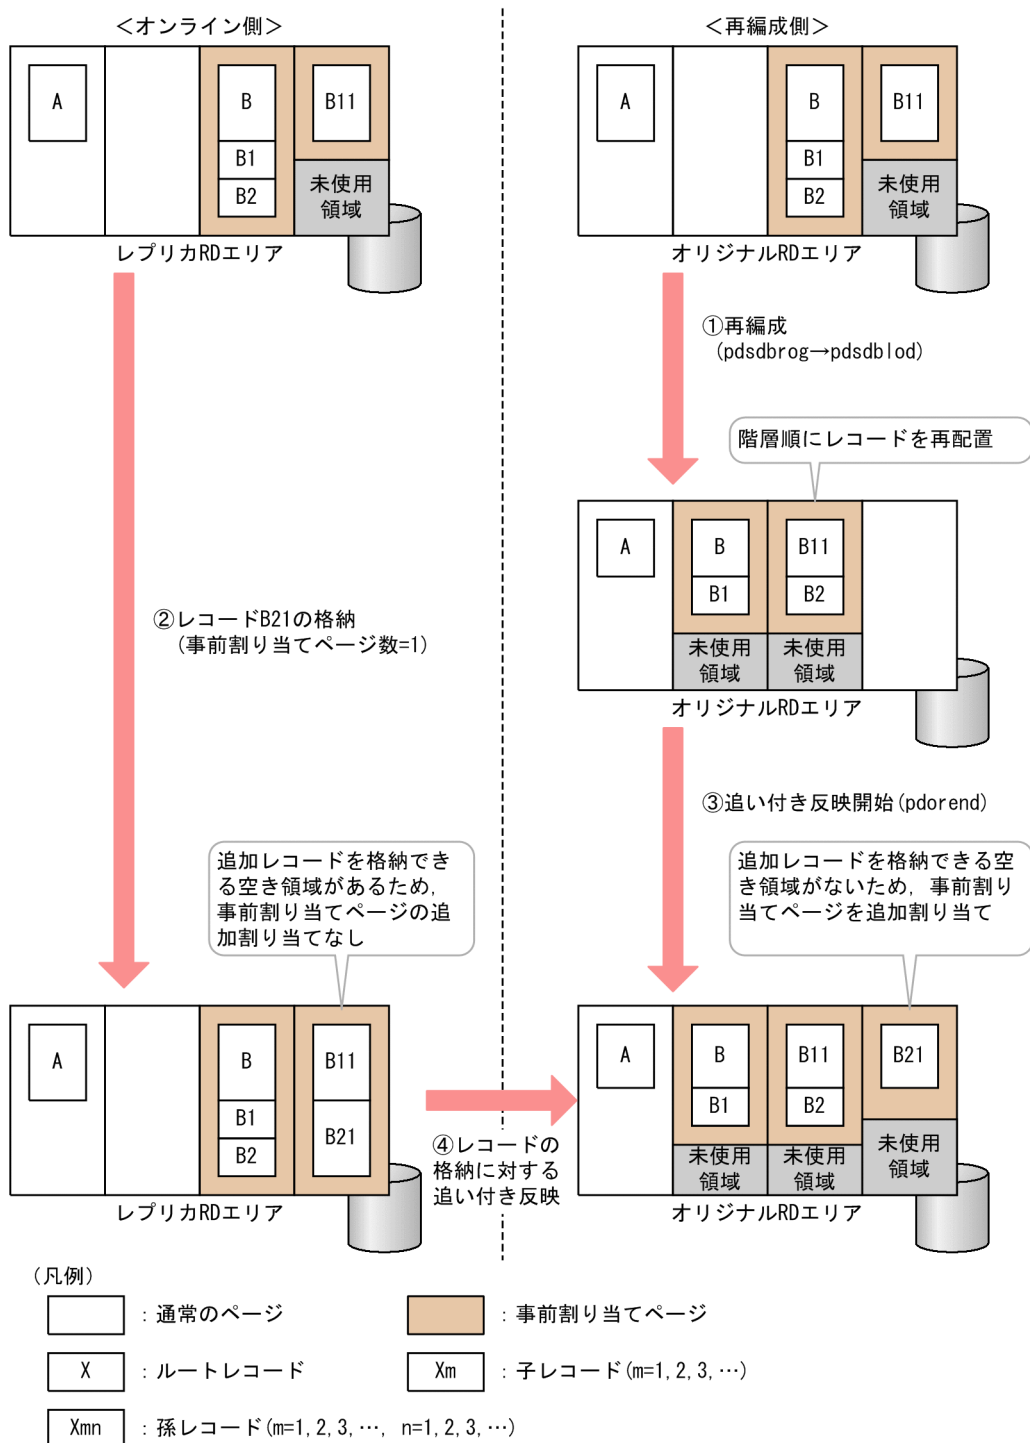 ＜オンライン側＞
＜再編成側＞
A
B
B1
B2
B11
未使用
領域
レプリカRDエリア
A
B
B1
B2
B11
未使用
領域
オリジナルRDエリア
①再編成
(pdsdbrog→pdsdblod)
階層順にレコードを再配置
A
B
B1
未使用
領域
B11
B2
未使用
領域
オリジナルRDエリア
②レコードB21の格納
(事前割り当てページ数=1)
③追い付き反映開始(pdorend)
追加レコードを格納でき
る空き領域があるため,
事前割り当てページの追
加割り当てなし
追加レコードを格納できる空
き領域がないため, 事前割り
当てページを追加割り当て
A
B
B1
B2
B11
B21
レプリカRDエリア
④レコードの
格納に対する
追い付き反映
A
B
B1
未使用
領域
B11
B2
未使用
領域
B21
未使用
領域
オリジナルRDエリア
(凡例)
：通常のページ
：事前割り当てページ
X ：ルートレコード
Xm ：子レコード(m=1,2,3,…)
Xmn ：孫レコード(m=1,2,3,…, n=1,2,3,…)